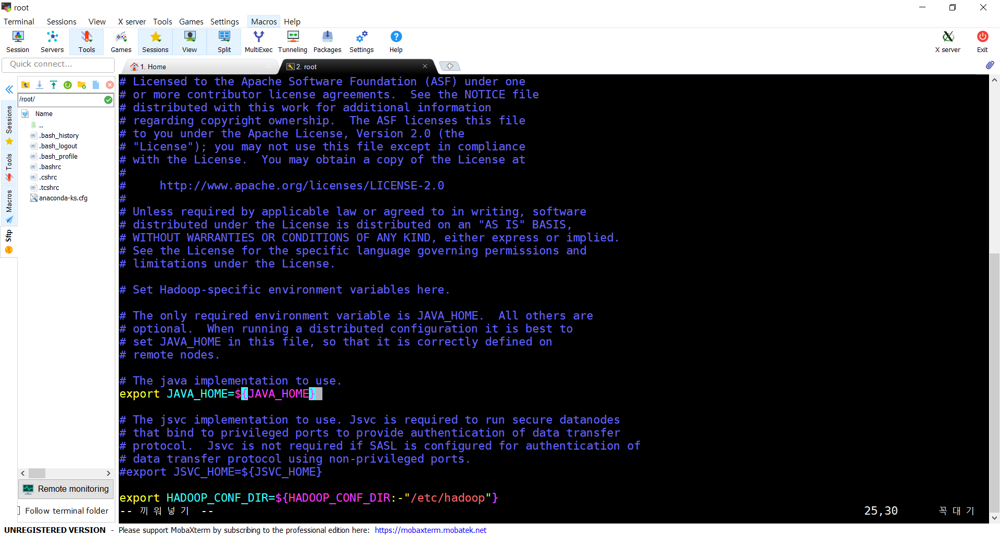 root
Terminal Sessions View X server Tools Games Settings Macros Help
Session Servers Tools Games Sessions View Split MultiExec Tunneling Packages Settings Help X server Exit
Quick connect...
1. Home
2. root
/root/
Name
..
.bash_history
.bash_logout
.bash_profile
.bashrc
.cshrc
.tcshrc
anaconda-ks.cfg
Sessions
Tools
Macros
Sftp
Remote monitoring
Follow terminal folder
# Licensed to the Apache Software Foundation (ASF) under one
# or more contributor license agreements.  See the NOTICE file
# distributed with this work for additional information
# regarding copyright ownership.  The ASF licenses this file
# to you under the Apache License, Version 2.0 (the
# "License"); you may not use this file except in compliance
# with the License.  You may obtain a copy of the License at
#
#     http://www.apache.org/licenses/LICENSE-2.0
#
# Unless required by applicable law or agreed to in writing, software
# distributed under the License is distributed on an "AS IS" BASIS,
# WITHOUT WARRANTIES OR CONDITIONS OF ANY KIND, either express or implied.
# See the License for the specific language governing permissions and
# limitations under the License.
# Set Hadoop-specific environment variables here.
# The only required environment variable is JAVA_HOME.  All others are
# optional.  When running a distributed configuration it is best to
# set JAVA_HOME in this file, so that it is correctly defined on
# remote nodes.
# The java implementation to use.
export JAVA_HOME=${JAVA_HOME}
# The jsvc implementation to use. Jsvc is required to run secure datanodes
# that bind to privileged ports to provide authentication of data transfer
# protocol.  Jsvc is not required if SASL is configured for authentication of
# data transfer protocol using non-privileged ports.
#export JSVC_HOME=${JSVC_HOME}
export HADOOP_CONF_DIR=${HADOOP_CONF_DIR:-"/etc/hadoop"}
-- 끼워넣기 -- 25,30 꼭대기
UNREGISTERED VERSION - Please support MobaXterm by subscribing to the professional edition here: https://mobaxterm.mobatek.net